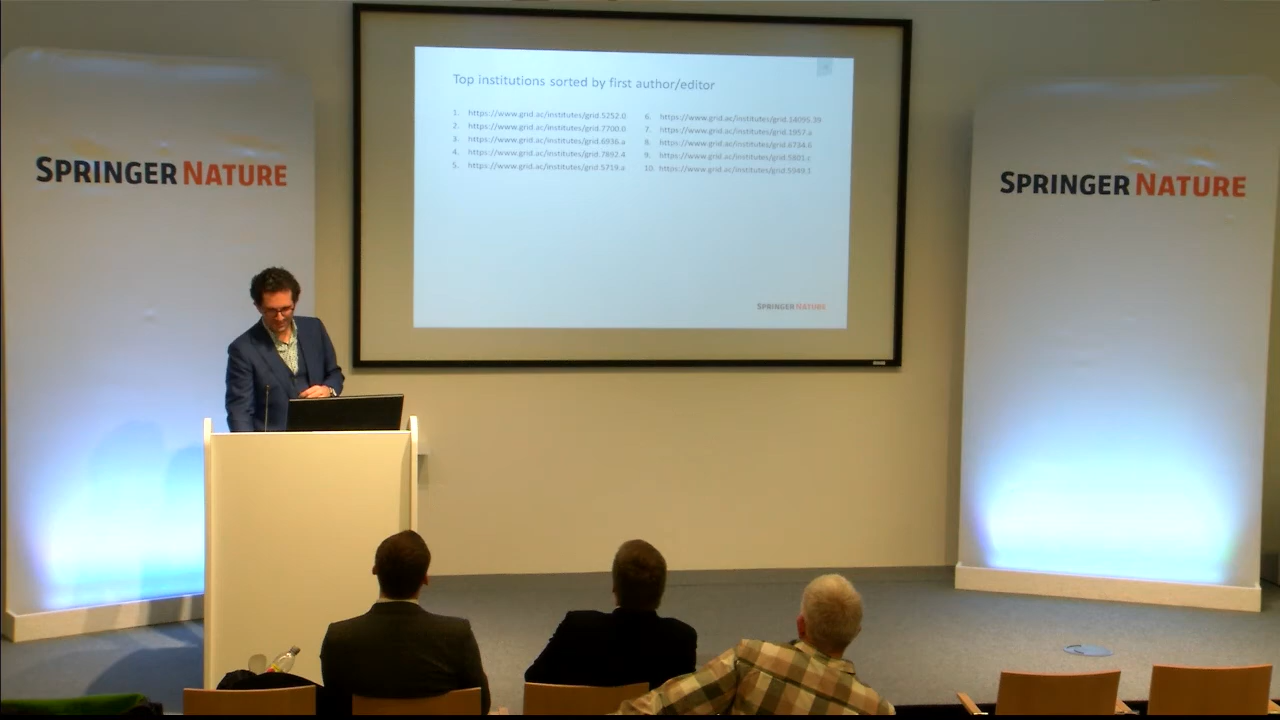 SPRINGER NATURE
Top institutions sorted by first author/editor
1. https://www.grid.ac/institutes/grid.5252.0
2. https://www.grid.ac/institutes/grid.7700.0
3. https://www.grid.ac/institutes/grid.6936.a
4. https://www.grid.ac/institutes/grid.7892.4
5. https://www.grid.ac/institutes/grid.5719.a
6. https://www.grid.ac/institutes/grid.14095.39
7. https://www.grid.ac/institutes/grid.1957.a
8. https://www.grid.ac/institutes/grid.6734.6
9. https://www.grid.ac/institutes/grid.5801.c
10. https://www.grid.ac/institutes/grid.5949.1
SPRINGER NATURE
SPRINGER NATURE